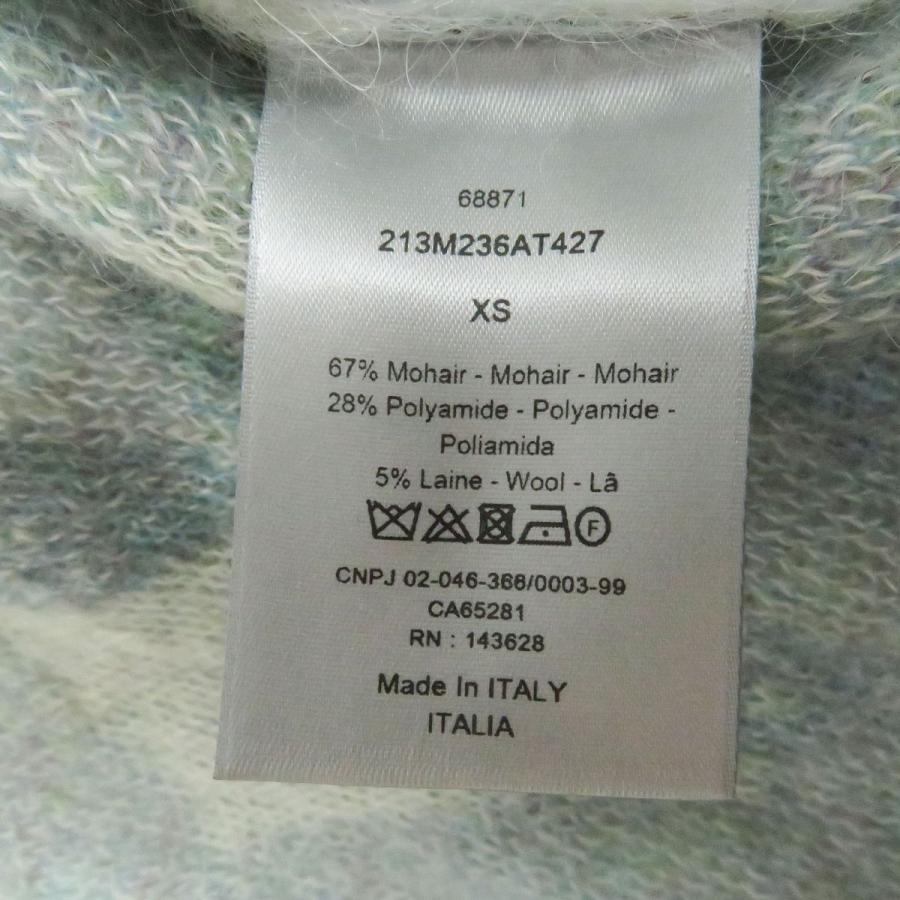 68871
213M236AT427
XS
67% Mohair - Mohair - Mohair
28% Polyamide - Polyamide -
Poliamida
5% Laine - Wool - Lã
F
CNPJ 02-046-368/0003-99
CA65281
RN : 143628
Made In ITALY
ITALIA